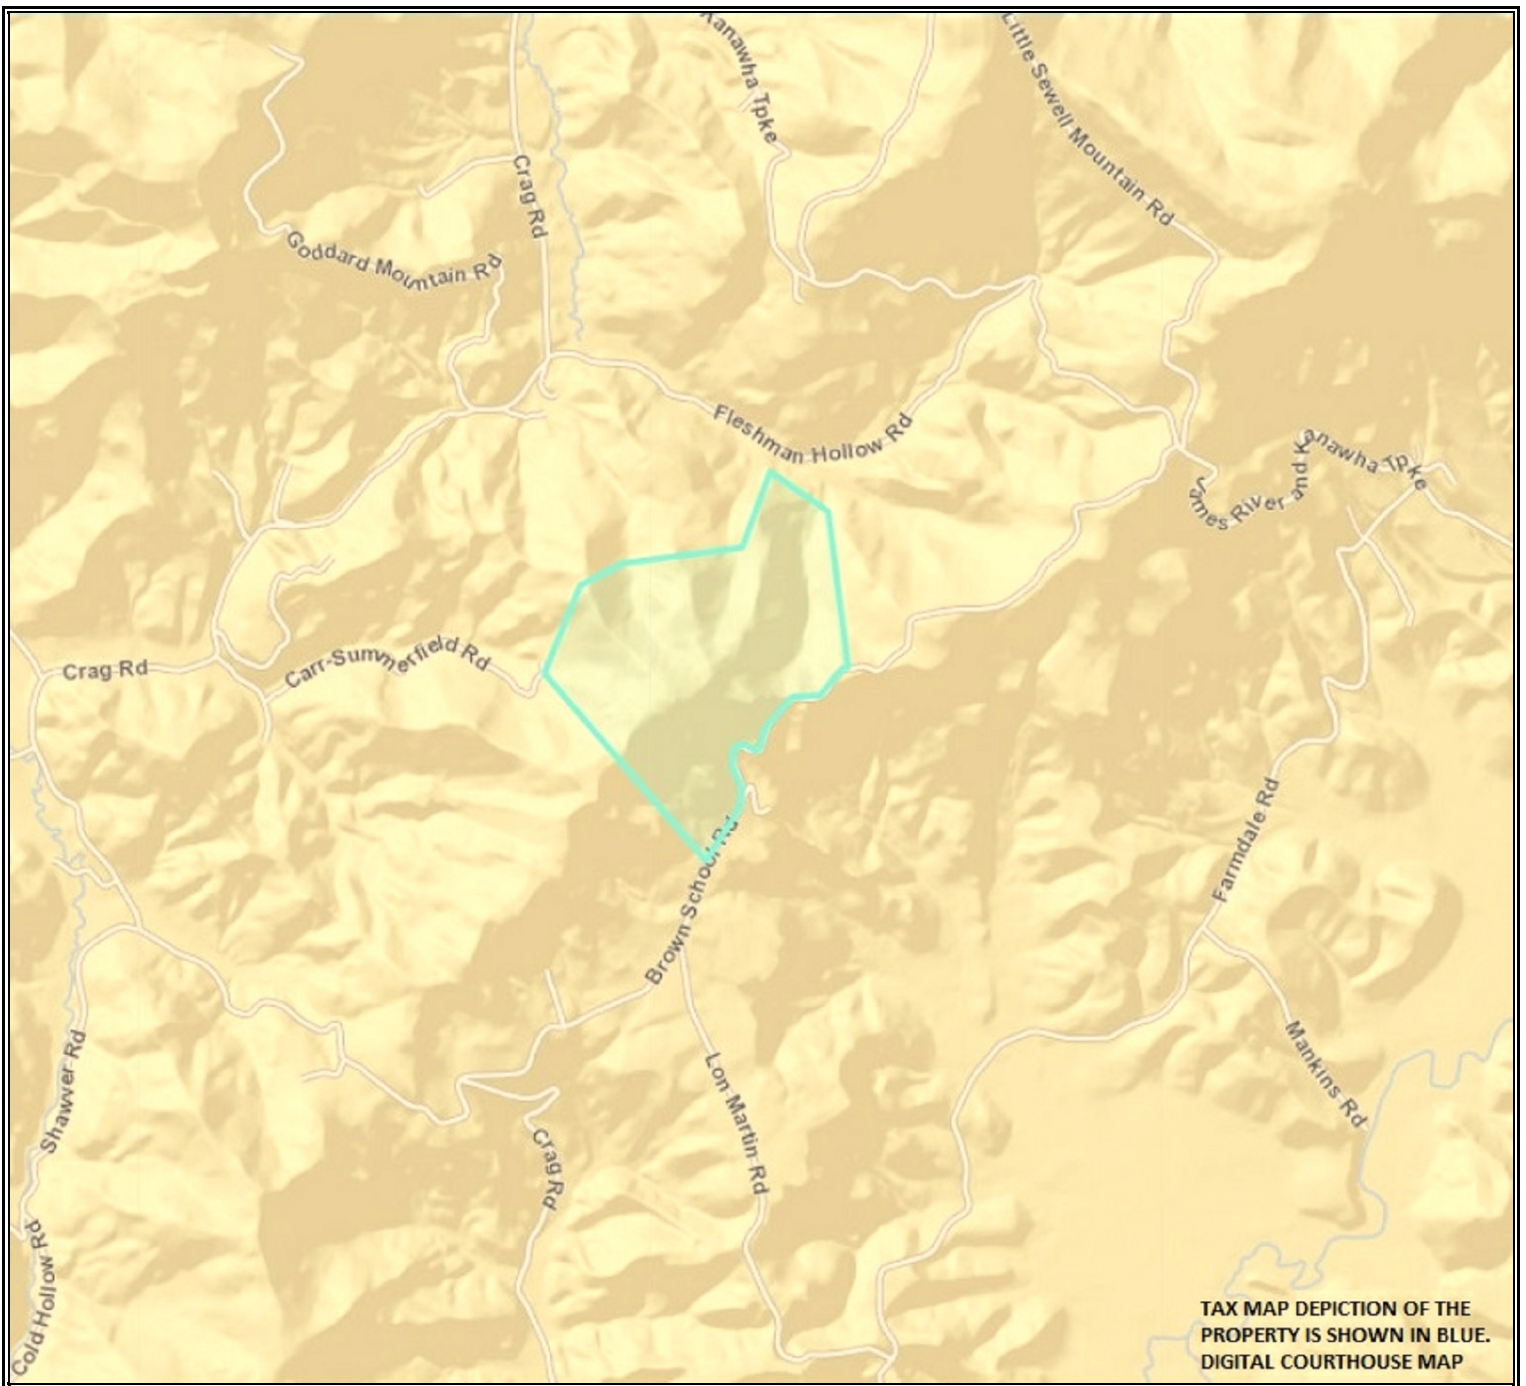 Kanawha Tpke
Little Sewell Mountain Rd
Crag Rd
Goddard Mountain Rd
Fleshman Hollow Rd
James River and Kanawha Tpke
Crag Rd
Carr-Summerfield Rd
Brown School Rd
Farmdale Rd
Shawver Rd
Mankins Rd
Lon Martin Rd
Crag Rd
Cold Hollow Rd
TAX MAP DEPICTION OF THE
PROPERTY IS SHOWN IN BLUE.
DIGITAL COURTHOUSE MAP